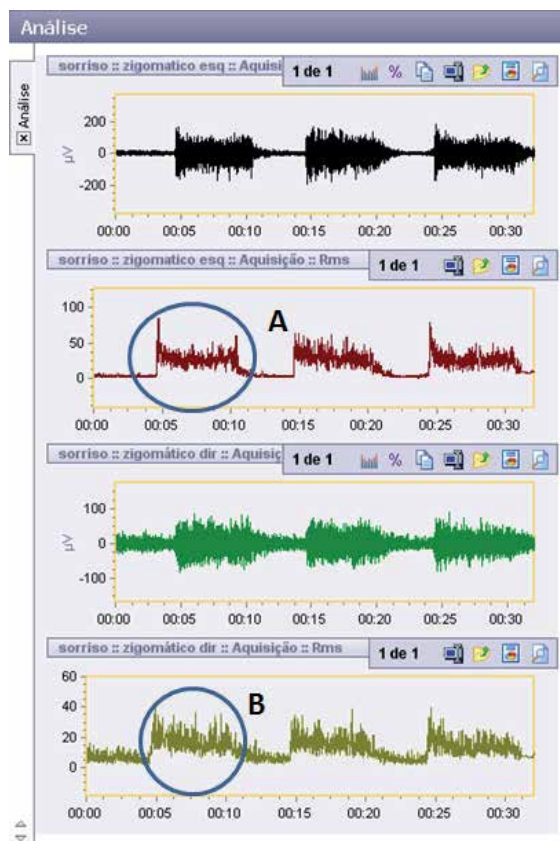 Análise
Análise
sorriso :: zigomatico esq :: Aquisi
1 de 1
%
200
0
-200
µV
00:00 00:05 00:10 00:15 00:20 00:25 00:30
sorriso :: zigomatico esq :: Aquisição :: Rms
1 de 1
A
100
50
0
00:00 00:05 00:10 00:15 00:20 00:25 00:30
sorriso :: zigomático dir :: Aquisiç
1 de 1
%
100
0
-100
µV
00:00 00:05 00:10 00:15 00:20 00:25 00:30
sorriso :: zigomático dir :: Aquisição :: Rms
1 de 1
B
60
40
20
0
00:00 00:05 00:10 00:15 00:20 00:25 00:30